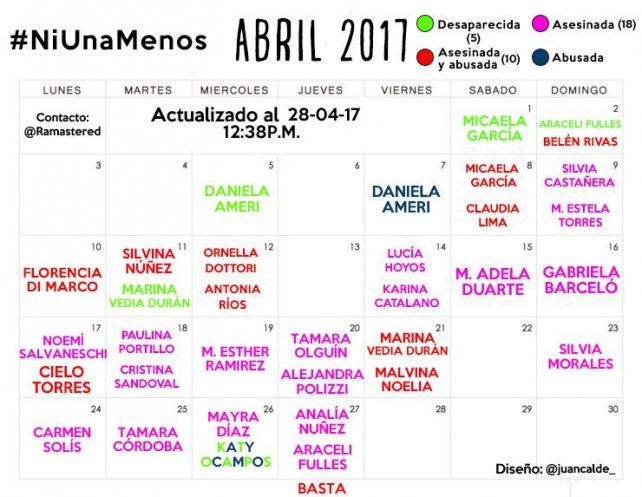 #NiUnaMenos
ABRIL 2017
Desaparecida
(5)
Asesinada (18)
Asesinada
y abusada (10)
Abusada
LUNES MARTES MIERCOLES JUEVES VIERNES SABADO DOMINGO
Contacto:
@Ramastered
Actualizado al 28-04-17
12:38P.M.
1
MICAELA
GARCÍA
2
ARACELI FULLES
BELÉN RIVAS
3
4
5
DANIELA
AMERI
6
7
DANIELA
AMERI
8
MICAELA
GARCÍA
CLAUDIA
LIMA
9
SILVIA
CASTAÑERA
M. ESTELA
TORRES
10
FLORENCIA
DI MARCO
11
SILVINA
NÚÑEZ
MARINA
VEDIA DURÁN
12
ORNELLA
DOTTORI
ANTONIA
RÍOS
13
14
LUCÍA
HOYOS
KARINA
CATALANO
15
M. ADELA
DUARTE
16
GABRIELA
BARCELÓ
17
NOEMÍ
SALVANESCHI
CIELO
TORRES
18
PAULINA
PORTILLO
CRISTINA
SANDOVAL
19
M. ESTHER
RAMIREZ
20
TAMARA
OLGUÍN
ALEJANDRA
POLIZZI
21
MARINA
VEDIA DURÁN
MALVINA
NOELIA
22
23
SILVIA
MORALES
24
CARMEN
SOLÍS
25
TAMARA
CÓRDOBA
26
MAYRA
DÍAZ
KATY
OCAMPOS
27
ANALÍA
NUÑEZ
ARACELI
FULLES
28
29
30
Diseño: @juancalde_
BASTA